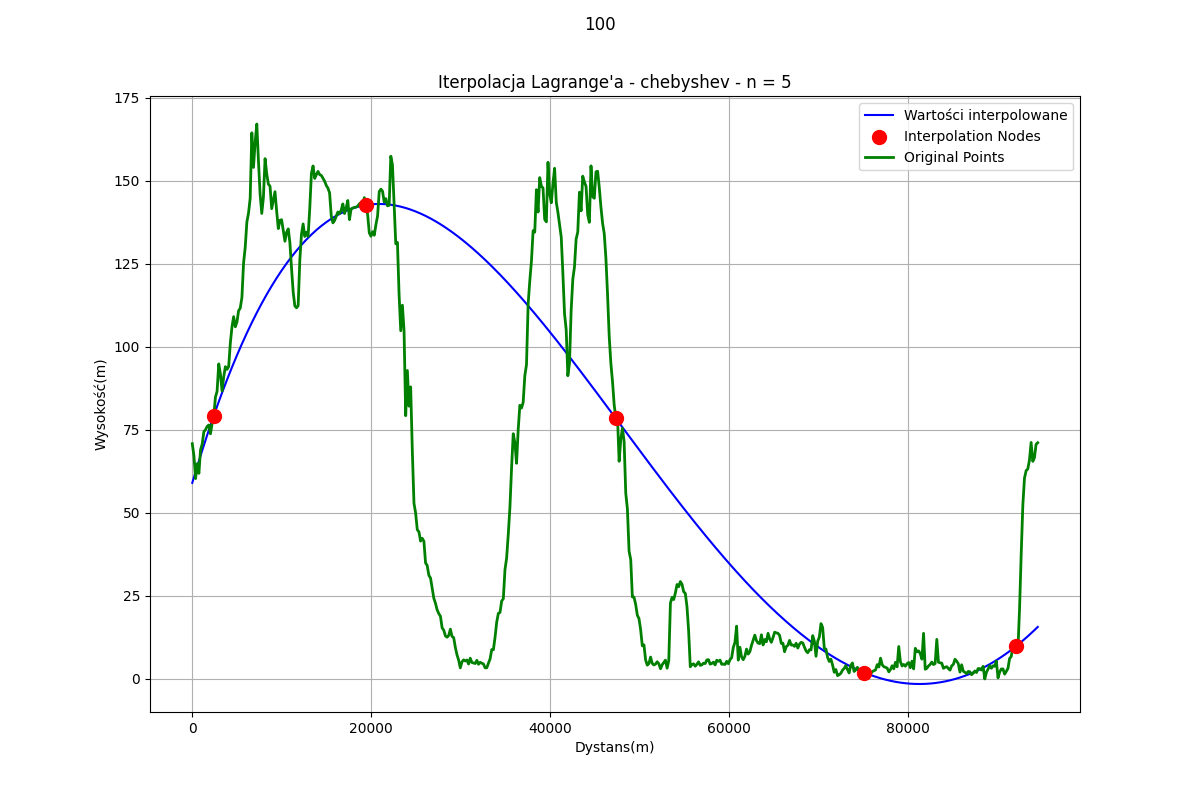 100
Iterpolacja Lagrange'a - chebyshev - n = 5
175
150
125
100
75
50
25
0
Wysokość(m)
Wartości interpolowane
Interpolation Nodes
Original Points
0
20000
40000
60000
80000
Dystans(m)